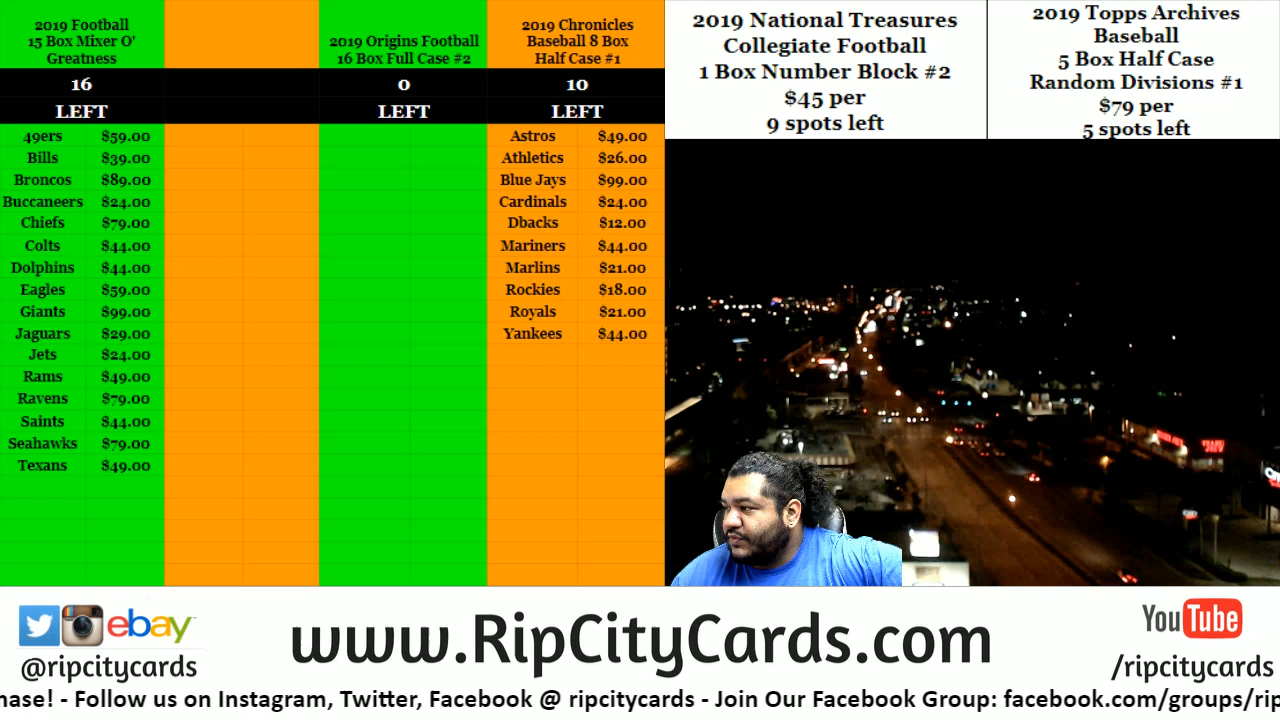 2019 Football
15 Box Mixer O'
Greatness
16
LEFT
49ers $59.00
Bills $39.00
Broncos $89.00
Buccaneers $24.00
Chiefs $79.00
Colts $44.00
Dolphins $44.00
Eagles $59.00
Giants $99.00
Jaguars $29.00
Jets $24.00
Rams $49.00
Ravens $79.00
Saints $44.00
Seahawks $79.00
Texans $49.00
2019 Origins Football
16 Box Full Case #2
0
LEFT
2019 Chronicles
Baseball 8 Box
Half Case #1
10
LEFT
Astros $49.00
Athletics $26.00
Blue Jays $99.00
Cardinals $24.00
Dbacks $12.00
Mariners $44.00
Marlins $21.00
Rockies $18.00
Royals $21.00
Yankees $44.00
2019 National Treasures
Collegiate Football
1 Box Number Block #2
$45 per
9 spots left
2019 Topps Archives
Baseball
5 Box Half Case
Random Divisions #1
$79 per
5 spots left
ebay
@ripcitycards
www.RipCityCards.com
YouTube
/ripcitycards
hase! - Follow us on Instagram, Twitter, Facebook @ ripcitycards - Join Our Facebook Group: facebook.com/groups/rip